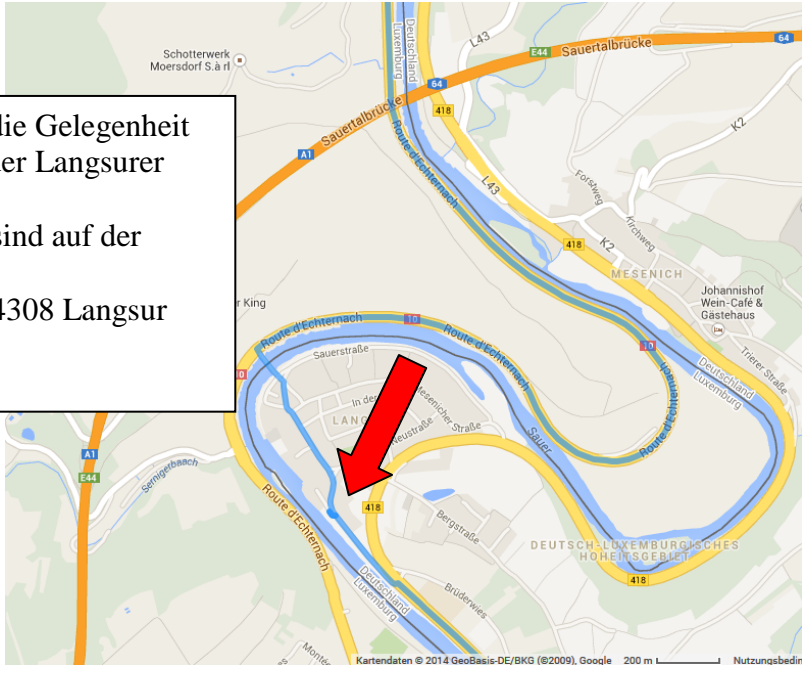 Schotterwerk
Moersdorf S.à rl
Deutschland
Luxemburg
L43
E44
Sauertalbrücke
64
64
418
K2
die Gelegenheit
der Langsurer
sind auf der
4308 Langsur
Sauertalbrücke
A1
Route d'Echternach
L43
Forstweg
Kirchweg
418
K2
MESENICH
Johannishof
Wein-Café &
Gästehaus
Trierer Straße
Deutschland
Luxemburg
King
Route d'Echternach
10
Route d'Echternach
10
Route d'Echternach
Sauerstraße
In der
Mesenicher Straße
LANG
Neustraße
Sauer
A1
E44
Sernigerbaach
Route d'Echternach
418
Bergstraße
DEUTSCH-LUXEMBURGISCHES
HOHEITSGEBIET
418
Deutschland
Luxemburg
Brüderwies
Kartendaten © 2014 GeoBasis-DE/BKG (©2009), Google 200 m Nutzungsbedin